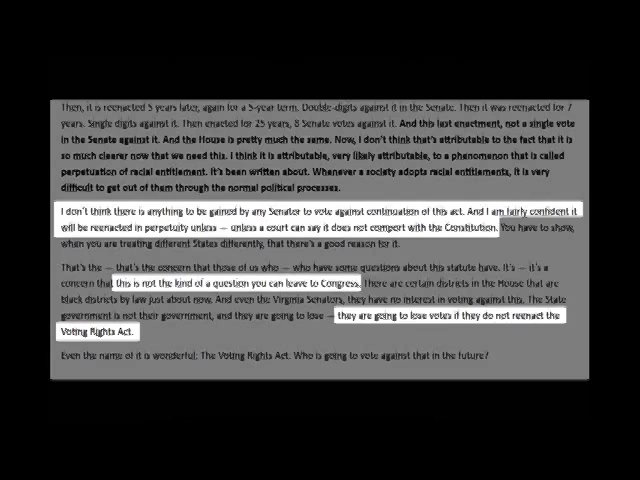 Then, it is reenacted 5 years later, again for a 5-year term. Double-digits against it in the Senate. Then it was reenacted for 7
years. Single digits against it. Then enacted for 25 years, 8 Senate votes against it. And this last enactment, not a single vote
in the Senate against it. And the House is pretty much the same. Now, I don't think that's attributable to the fact that it is
so much clearer now that we need this. I think it is attributable, very likely attributable, to a phenomenon that is called
perpetuation of racial entitlement. It's been written about. Whenever a society adopts racial entitlements, it is very
difficult to get out of them through the normal political processes.
I don't think there is anything to be gained by any Senator to vote against continuation of this act. And I am fairly confident it
will be reenacted in perpetuity unless — unless a court can say it does not comport with the Constitution. You have to show,
when you are treating different States differently, that there's a good reason for it.
That's the — that's the concern that those of us who — who have some questions about this statute have. It's — it's a
concern that this is not the kind of a question you can leave to Congress. There are certain districts in the House that are
black districts by law just about now. And even the Virginia Senators, they have no interest in voting against this. The State
government is not their government, and they are going to lose — they are going to lose votes if they do not reenact the
Voting Rights Act.
Even the name of it is wonderful: The Voting Rights Act. Who is going to vote against that in the future?